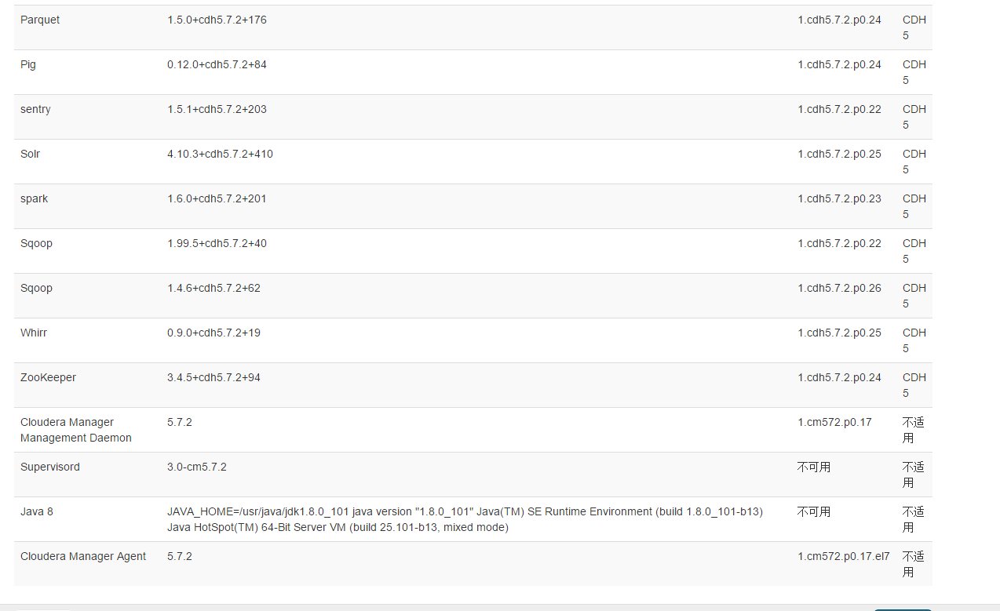 Parquet 1.5.0+cdh5.7.2+176 1.cdh5.7.2.p0.24 CDH
5
Pig 0.12.0+cdh5.7.2+84 1.cdh5.7.2.p0.24 CDH
5
sentry 1.5.1+cdh5.7.2+203 1.cdh5.7.2.p0.22 CDH
5
Solr 4.10.3+cdh5.7.2+410 1.cdh5.7.2.p0.25 CDH
5
spark 1.6.0+cdh5.7.2+201 1.cdh5.7.2.p0.23 CDH
5
Sqoop 1.99.5+cdh5.7.2+40 1.cdh5.7.2.p0.22 CDH
5
Sqoop 1.4.6+cdh5.7.2+62 1.cdh5.7.2.p0.26 CDH
5
Whirr 0.9.0+cdh5.7.2+19 1.cdh5.7.2.p0.25 CDH
5
ZooKeeper 3.4.5+cdh5.7.2+94 1.cdh5.7.2.p0.24 CDH
5
Cloudera Manager 5.7.2 1.cm572.p0.17 不适
Management Daemon 用
Supervisord 3.0-cm5.7.2 不可用 不适
用
Java 8 JAVA_HOME=/usr/java/jdk1.8.0_101 java version "1.8.0_101" Java(TM) SE Runtime Environment (build 1.8.0_101-b13) 不可用 不适
Java HotSpot(TM) 64-Bit Server VM (build 25.101-b13, mixed mode) 用
Cloudera Manager Agent 5.7.2 1.cm572.p0.17.el7 不适
用